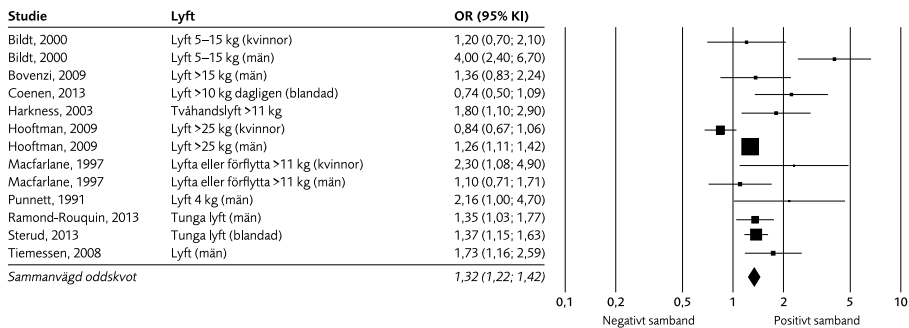 Studie Lyft OR (95% KI)
Bildt, 2000 Lyft 5–15 kg (kvinnor) 1,20 (0,70; 2,10)
Bildt, 2000 Lyft 5–15 kg (män) 4,00 (2,40; 6,70)
Bovenzi, 2009 Lyft >15 kg (män) 1,36 (0,83; 2,24)
Coenen, 2013 Lyft >10 kg dagligen (blandad) 0,74 (0,50; 1,09)
Harkness, 2003 Tvåhandslyft >11 kg 1,80 (1,10; 2,90)
Hooftman, 2009 Lyft >25 kg (kvinnor) 0,84 (0,67; 1,06)
Hooftman, 2009 Lyft >25 kg (män) 1,26 (1,11; 1,42)
Macfarlane, 1997 Lyfta eller förflytta >11 kg (kvinnor) 2,30 (1,08; 4,90)
Macfarlane, 1997 Lyfta eller förflytta >11 kg (män) 1,10 (0,71; 1,71)
Punnett, 1991 Lyft 4 kg (män) 2,16 (1,00; 4,70)
Ramond-Rouquin, 2013 Tunga lyft (män) 1,35 (1,03; 1,77)
Sterud, 2013 Tunga lyft (blandad) 1,37 (1,15; 1,63)
Tiemessen, 2008 Lyft (män) 1,73 (1,16; 2,59)
Sammanvägd oddskvot 1,32 (1,22; 1,42)
0,1 0,2 0,5 1 2 5 10
Negativt samband Positivt samband